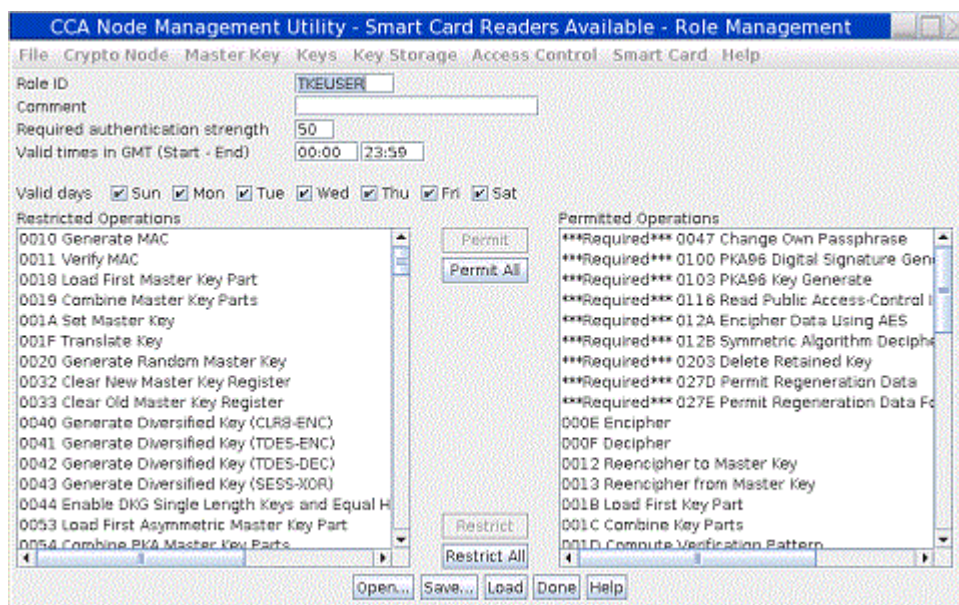 CCA Node Management Utility - Smart Card Readers Available - Role Management
File Crypto Node Master Key Keys Key Storage Access Control Smart Card Help
Role ID TKEUSER
Comment
Required authentication strength 50
Valid times in GMT (Start - End) 00:00 23:59
Valid days Sun Mon Tue Wed Thu Fri Sat
Restricted Operations
0010 Generate MAC
0011 Verify MAC
0018 Load First Master Key Part
0019 Combine Master Key Parts
001A Set Master Key
001F Translate Key
0020 Generate Random Master Key
0032 Clear New Master Key Register
0033 Clear Old Master Key Register
0040 Generate Diversified Key (CLR8-ENC)
0041 Generate Diversified Key (TDES-ENC)
0042 Generate Diversified Key (TDES-DEC)
0043 Generate Diversified Key (SESS-XOR)
0044 Enable DKG Single Length Keys and Equal H
0053 Load First Asymmetric Master Key Part
0054 Combine PKA Master Key Parts
Permit
Permit All
Restrict
Restrict All
Permitted Operations
***Required*** 0047 Change Own Passphrase
***Required*** 0100 PKA96 Digital Signature Gen
***Required*** 0103 PKA96 Key Generate
***Required*** 0116 Read Public Access-Control I
***Required*** 012A Encipher Data Using AES
***Required*** 012B Symmetric Algorithm Deciphe
***Required*** 0203 Delete Retained Key
***Required*** 027D Permit Regeneration Data
***Required*** 027E Permit Regeneration Data Fo
000E Encipher
000F Decipher
0012 Reencipher to Master Key
0013 Reencipher from Master Key
001B Load First Key Part
001C Combine Key Parts
001D Compute Verification Pattern
Open... Save... Load Done Help